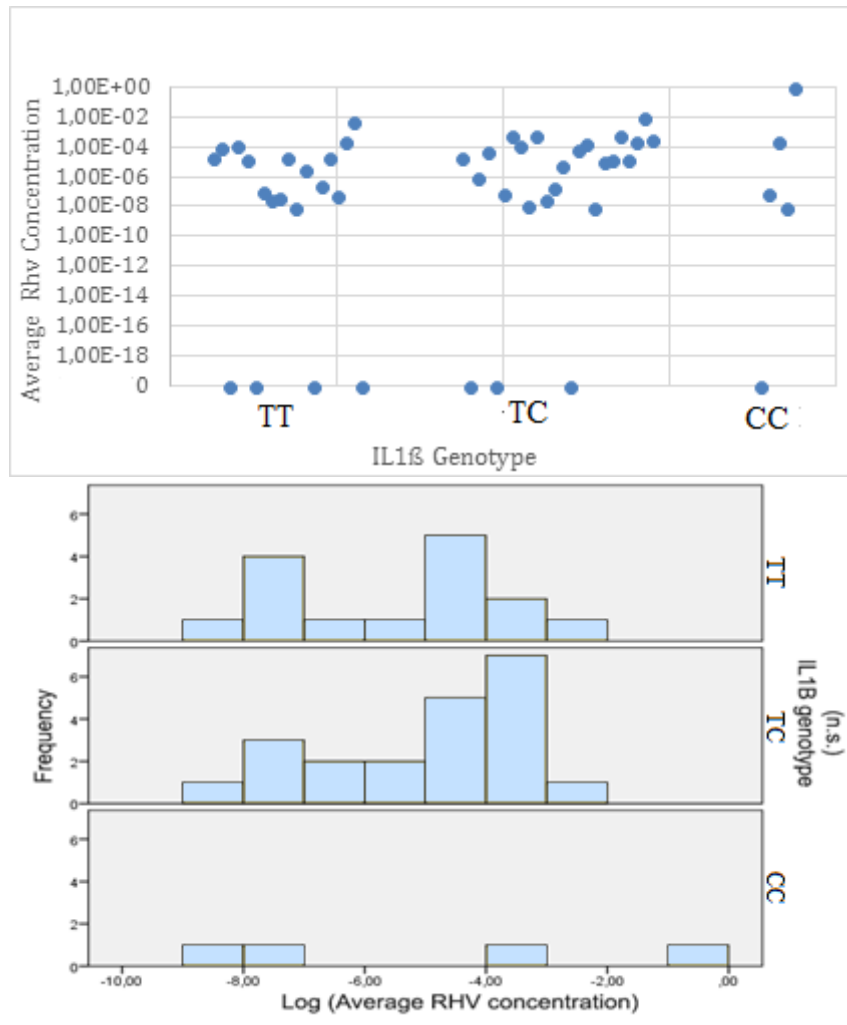 Average Rhv Concentration
1,00E+00
1,00E-02
1,00E-04
1,00E-06
1,00E-08
1,00E-10
1,00E-12
1,00E-14
1,00E-16
1,00E-18
0
TT
TC
CC
IL1ß Genotype
Frequency
6
4
2
0
TT
6
4
2
0
TC
IL1B genotype
(n.s.)
6
4
2
0
CC
-10,00 -8,00 -6,00 -4,00 -2,00 ,00
Log (Average RHV concentration)